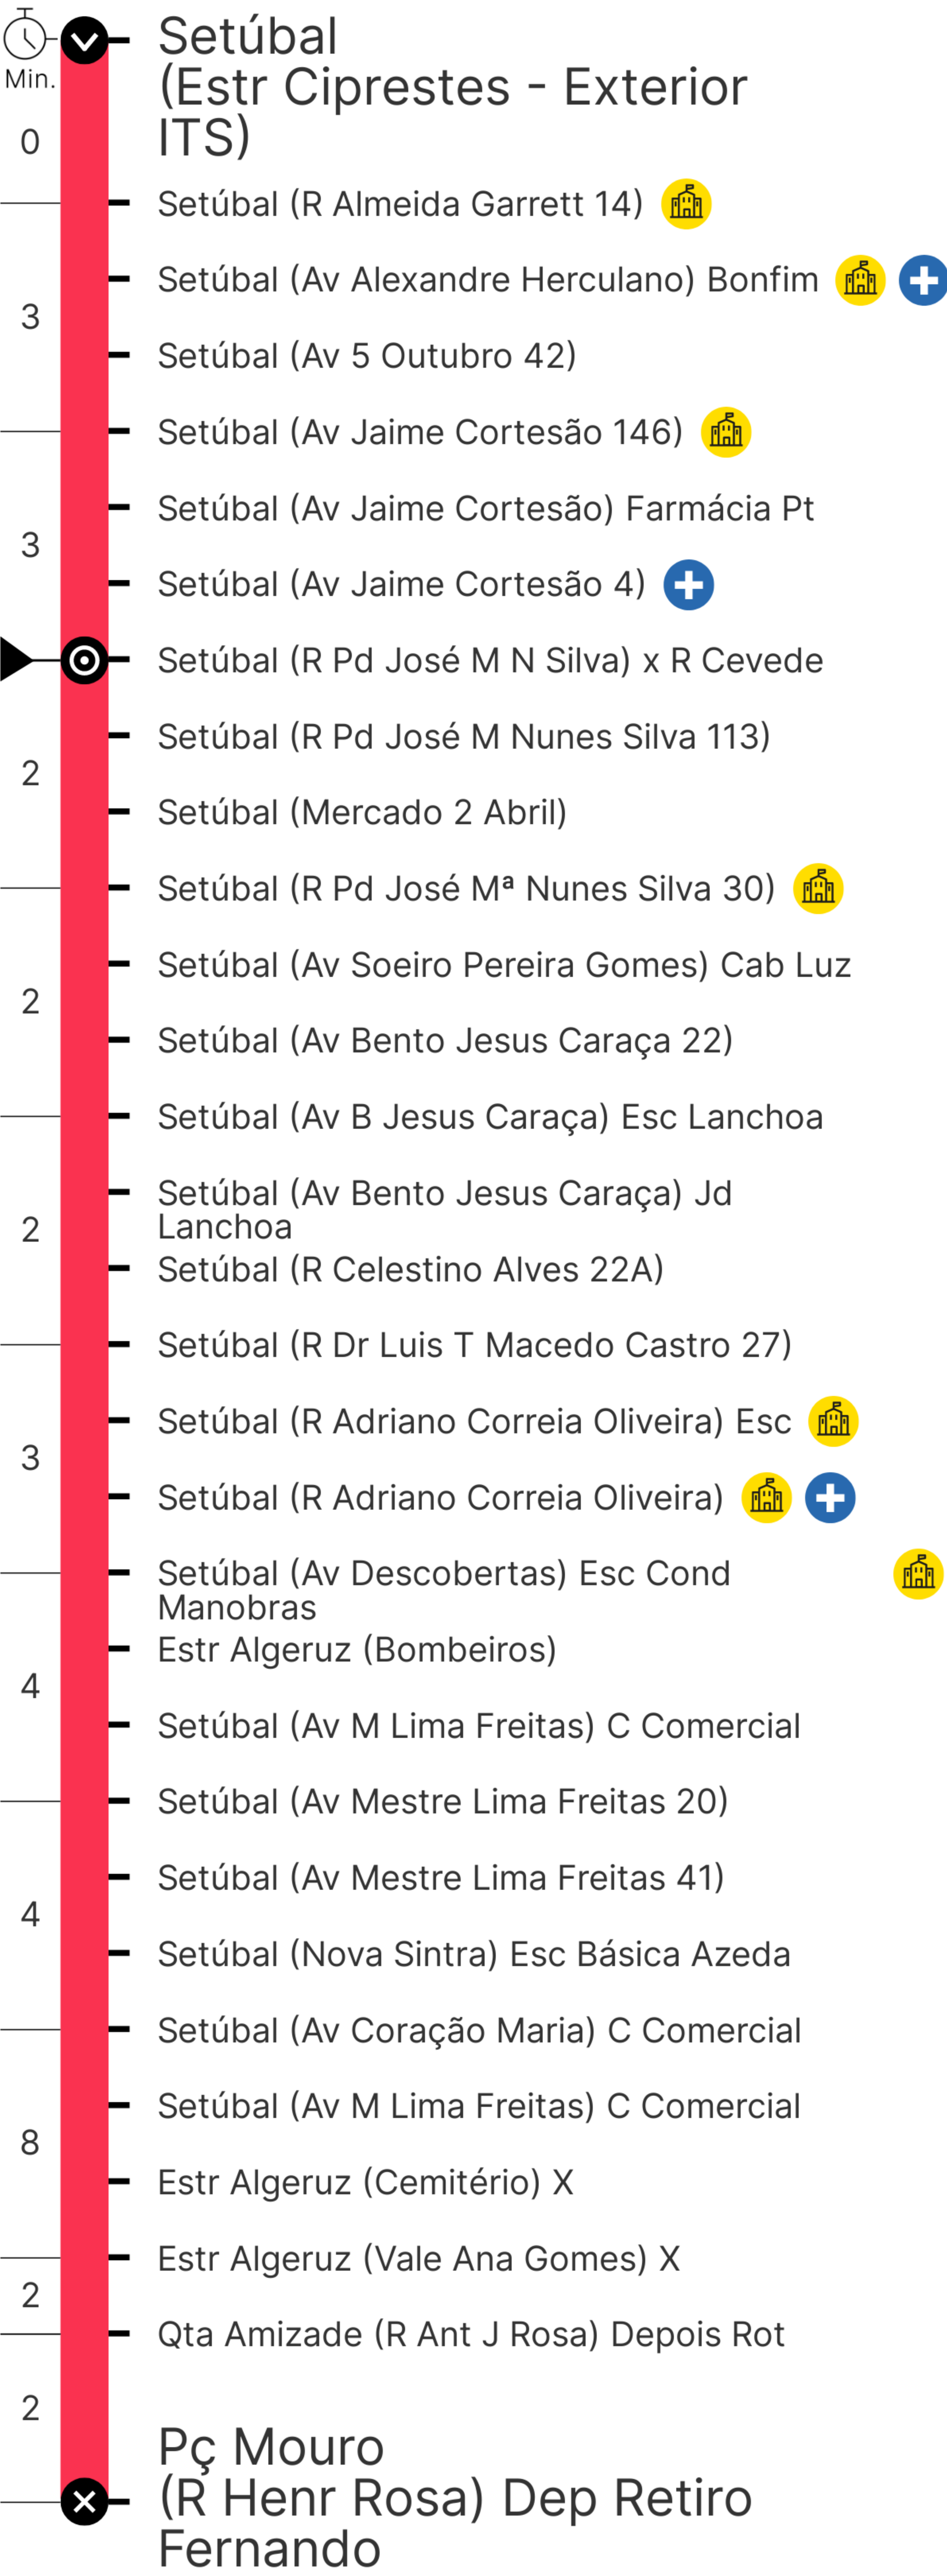 Setúbal
(Estr Ciprestes - Exterior
ITS)
Min.
0
Setúbal (R Almeida Garrett 14)
Setúbal (Av Alexandre Herculano) Bonfim
3
Setúbal (Av 5 Outubro 42)
Setúbal (Av Jaime Cortesão 146)
Setúbal (Av Jaime Cortesão) Farmácia Pt
3
Setúbal (Av Jaime Cortesão 4)
Setúbal (R Pd José M N Silva) x R Cevede
Setúbal (R Pd José M Nunes Silva 113)
2
Setúbal (Mercado 2 Abril)
Setúbal (R Pd José Mª Nunes Silva 30)
Setúbal (Av Soeiro Pereira Gomes) Cab Luz
2
Setúbal (Av Bento Jesus Caraça 22)
Setúbal (Av B Jesus Caraça) Esc Lanchoa
Setúbal (Av Bento Jesus Caraça) Jd
Lanchoa
2
Setúbal (R Celestino Alves 22A)
Setúbal (R Dr Luis T Macedo Castro 27)
Setúbal (R Adriano Correia Oliveira) Esc
3
Setúbal (R Adriano Correia Oliveira)
Setúbal (Av Descobertas) Esc Cond
Manobras
Estr Algeruz (Bombeiros)
4
Setúbal (Av M Lima Freitas) C Comercial
Setúbal (Av Mestre Lima Freitas 20)
Setúbal (Av Mestre Lima Freitas 41)
4
Setúbal (Nova Sintra) Esc Básica Azeda
Setúbal (Av Coração Maria) C Comercial
Setúbal (Av M Lima Freitas) C Comercial
8
Estr Algeruz (Cemitério) X
Estr Algeruz (Vale Ana Gomes) X
2
Qta Amizade (R Ant J Rosa) Depois Rot
2
Pç Mouro
(R Henr Rosa) Dep Retiro
Fernando